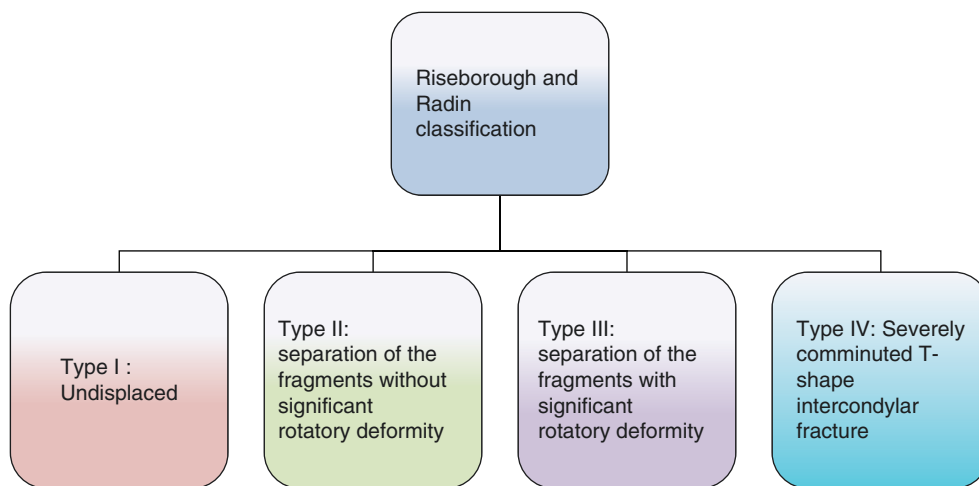 Riseborough and
Radin
classification
Type I :
Undisplaced
Type II:
separation of the
fragments without
significant
rotatory deformity
Type III:
separation of the
fragments with
significant
rotatory deformity
Type IV: Severely
comminuted T-
shape
intercondylar
fracture